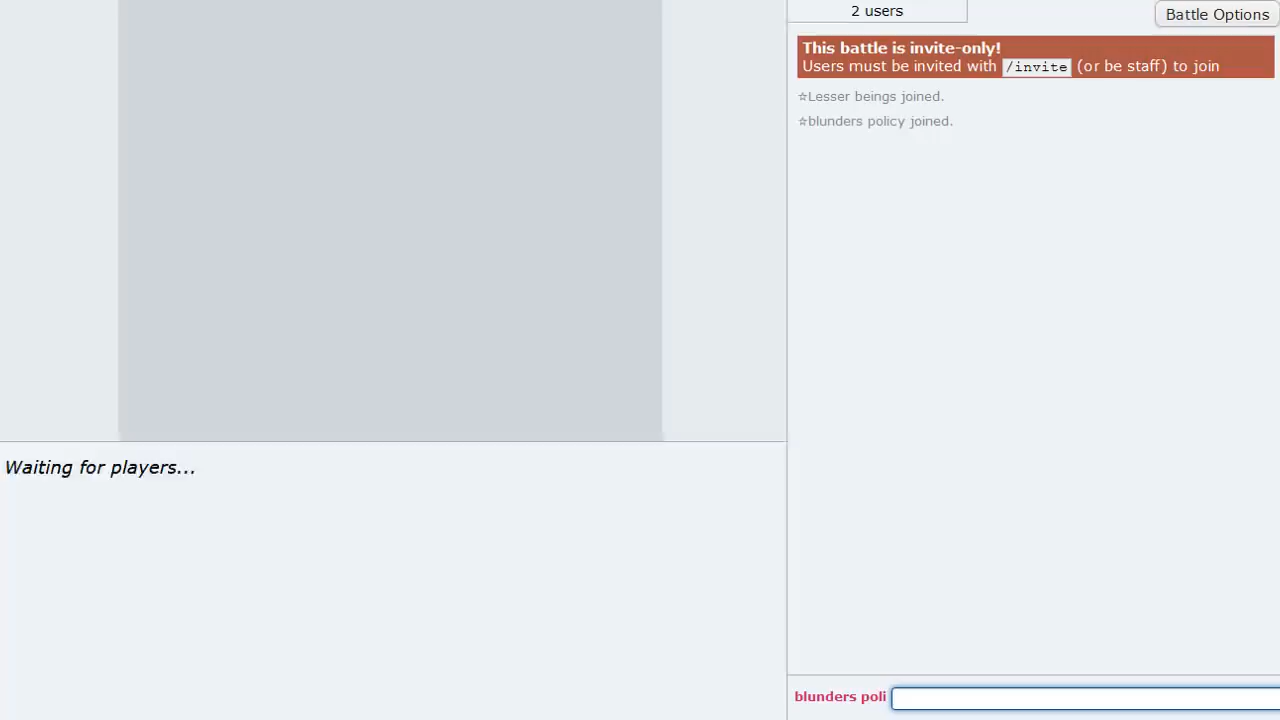 2 users
Battle Options
This battle is invite-only!
Users must be invited with /invite (or be staff) to join
☆Lesser beings joined.
☆blunders policy joined.
Waiting for players...
blunders poli